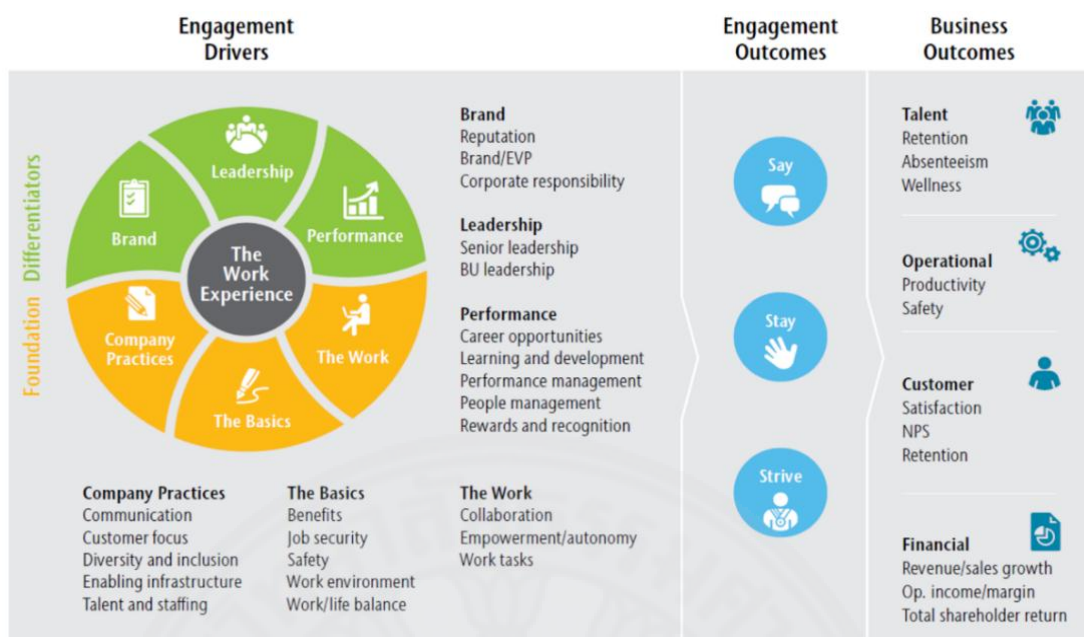 Engagement
Drivers
Engagement
Outcomes
Business
Outcomes
Differentiators
Foundation
Leadership
Brand
Performance
The
Work
Experience
Company
Practices
The Work
The Basics
Brand
Reputation
Brand/EVP
Corporate responsibility
Leadership
Senior leadership
BU leadership
Performance
Career opportunities
Learning and development
Performance management
People management
Rewards and recognition
Company Practices
Communication
Customer focus
Diversity and inclusion
Enabling infrastructure
Talent and staffing
The Basics
Benefits
Job security
Safety
Work environment
Work/life balance
The Work
Collaboration
Empowerment/autonomy
Work tasks
Say
Stay
Strive
Talent
Retention
Absenteeism
Wellness
Operational
Productivity
Safety
Customer
Satisfaction
NPS
Retention
Financial
Revenue/sales growth
Op. income/margin
Total shareholder return